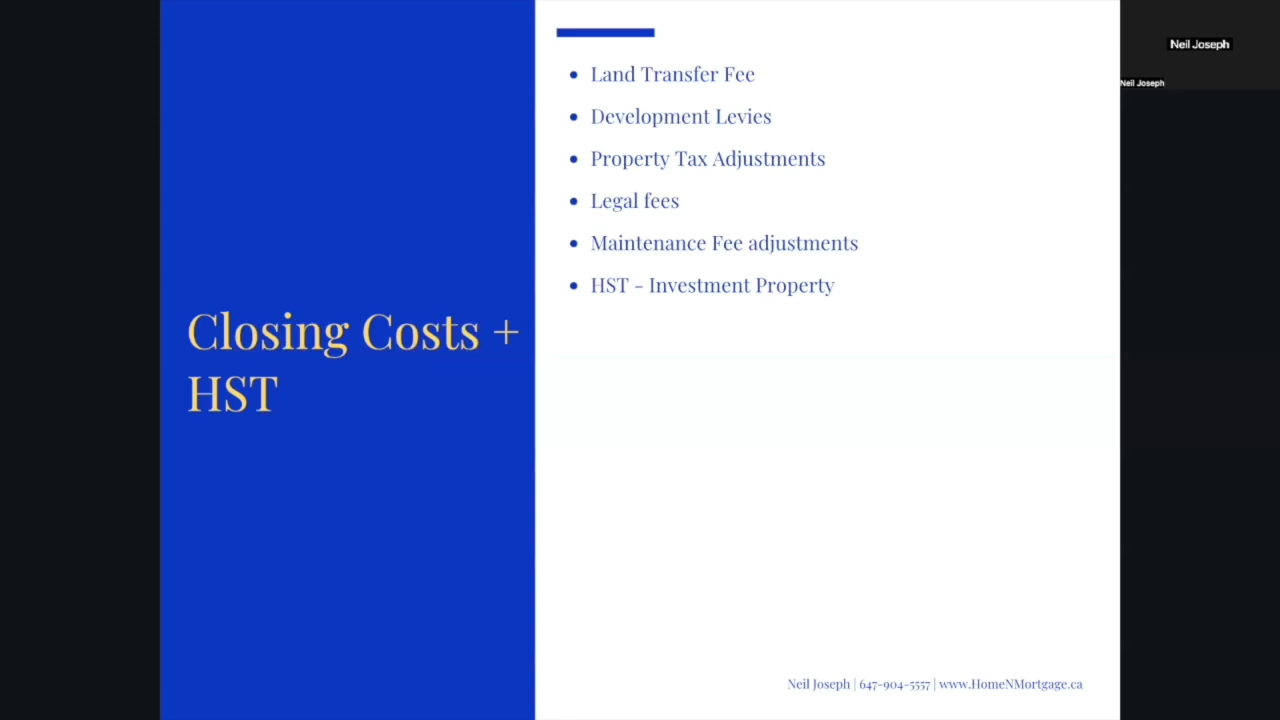 Closing Costs +
HST
Land Transfer Fee
Development Levies
Property Tax Adjustments
Legal fees
Maintenance Fee adjustments
HST - Investment Property
Neil Joseph | 647-904-5557 | www.HomeNMortgage.ca
Neil Joseph
Neil Joseph